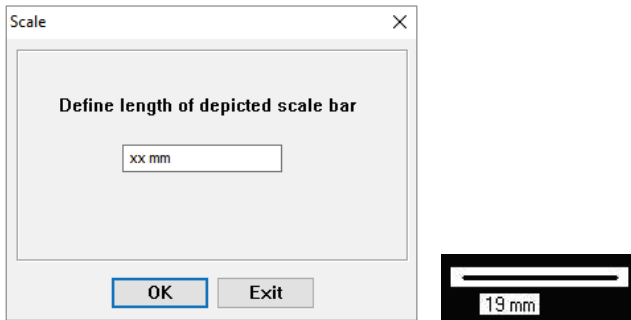 Scale
Define length of depicted scale bar
xx mm
OK
Exit
19 mm